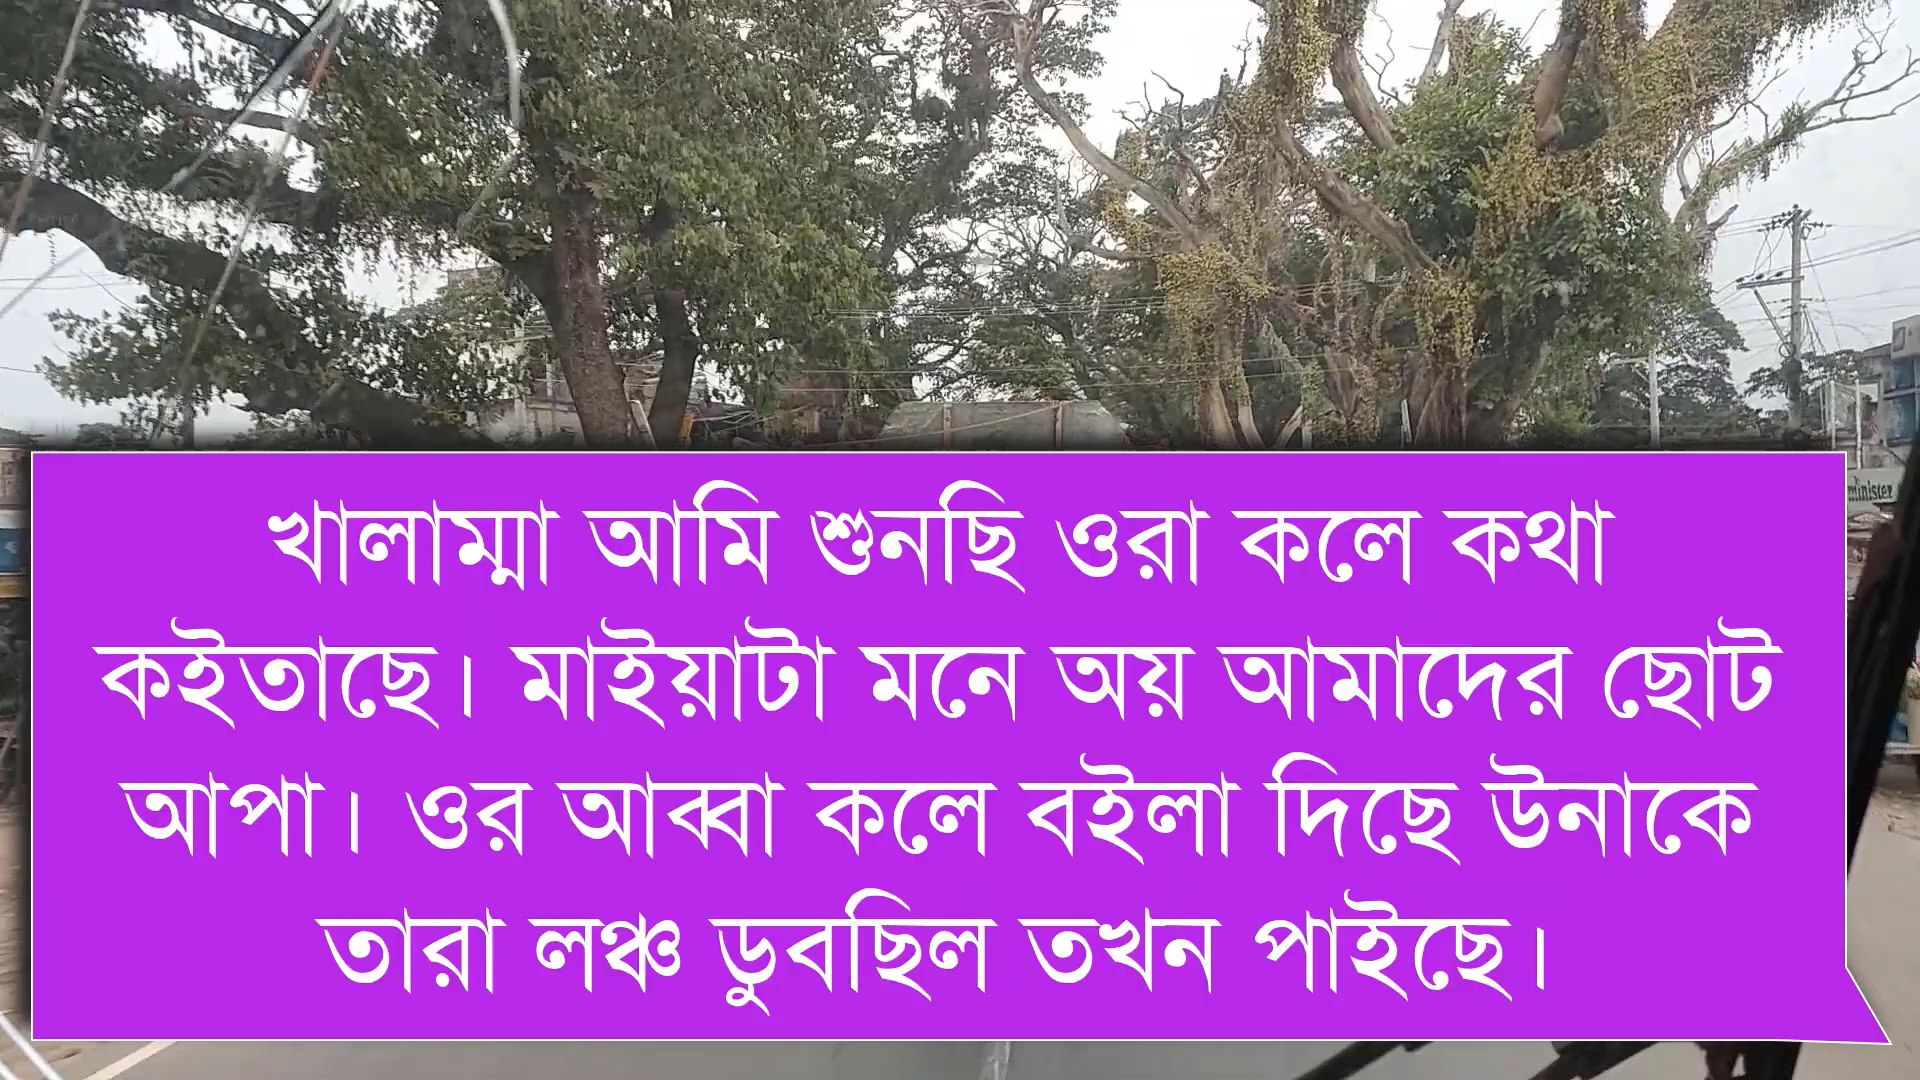 খালাম্মা আমি শুনছি ওরা কলে কথা
কইতাছে। মাইয়াটা মনে অয় আমাদের ছোট
আপা। ওর আব্বা কলে বইলা দিছে উনাকে
তারা লঞ্চ ডুবছিল তখন পাইছে।
minister